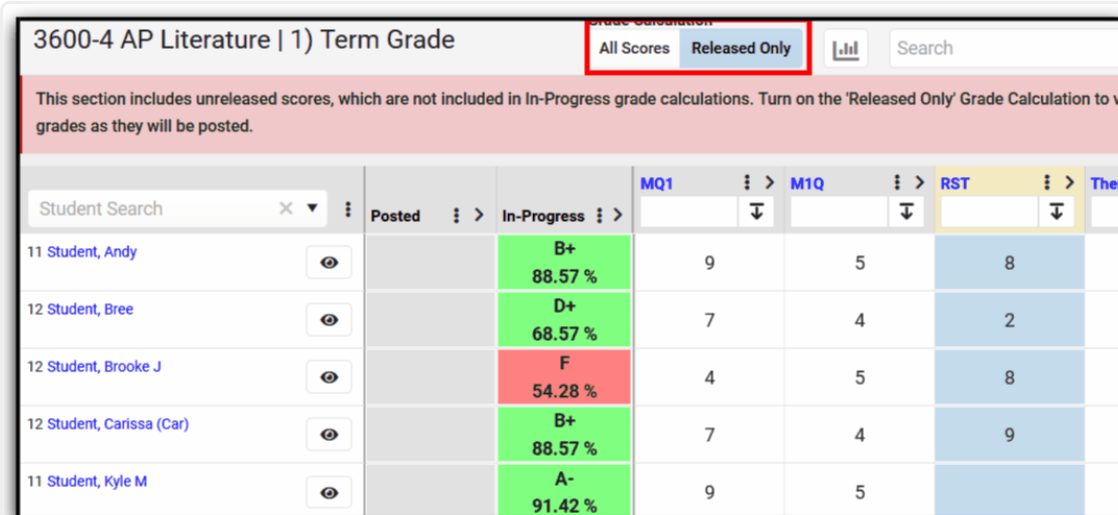 Grade Calculation
3600-4 AP Literature | 1) Term Grade
All Scores
Released Only
Search
This section includes unreleased scores, which are not included in In-Progress grade calculations. Turn on the 'Released Only' Grade Calculation to
grades as they will be posted.
Student Search
Posted
In-Progress
MQ1
M1Q
RST
11 Student, Andy
B+
88.57 %
9
5
8
12 Student, Bree
D+
68.57 %
7
4
2
12 Student, Brooke J
F
54.28 %
4
5
8
12 Student, Carissa (Car)
B+
88.57 %
7
4
9
11 Student, Kyle M
A-
91.42 %
9
5